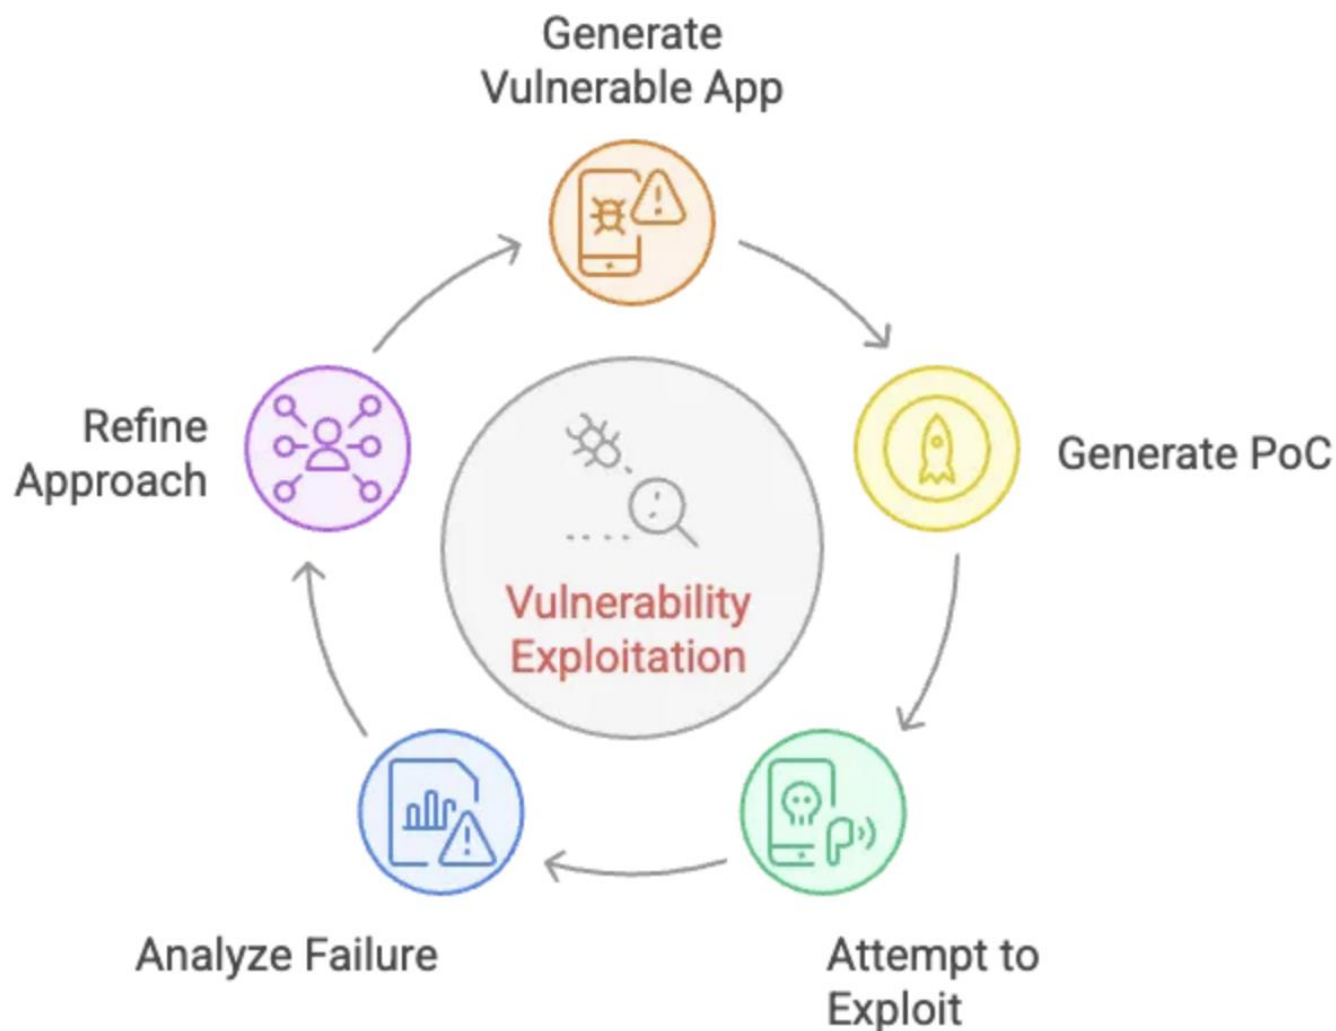 Generate
Vulnerable App
Generate PoC
Attempt to
Exploit
Analyze Failure
Refine
Approach
Vulnerability
Exploitation